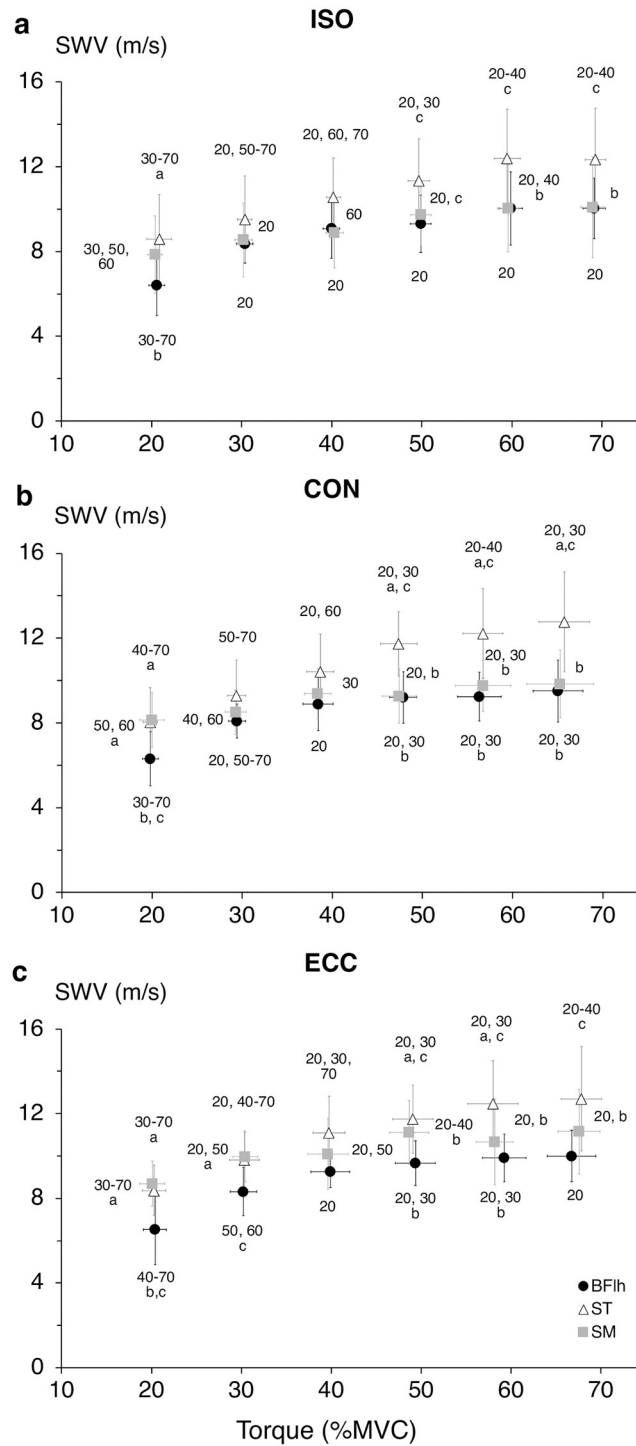 a
ISO
SWV (m/s)
16
12
8
4
0
30-70
a
20, 50-70
20, 60, 70
20, 30
c
20-40
c
20-40
c
30, 50,
60
20
60
20, c
20, 40
b
b
30-70
b
20
20
20
20
20
10 20 30 40 50 60 70
b
CON
SWV (m/s)
16
12
8
4
0
40-70
a
50-70
20, 60
20, 30
a, c
20-40
a,c
20, 30
a,c
50, 60
a
40, 60
30
20, b
20, 30
b
b
30-70
b, c
20, 50-70
20
20, 30
b
20, 30
b
20, 30
b
10 20 30 40 50 60 70
c
ECC
SWV (m/s)
16
12
8
4
0
30-70
a
20, 40-70
20, 30,
70
20, 30
a, c
20, 30
a, c
20-40
c
30-70
a
20, 50
a
20, 50
20-40
b
20, b
20, b
40-70
b,c
50, 60
c
20
20, 30
b
20, 30
b
20
BFlh
ST
SM
10 20 30 40 50 60 70
Torque (%MVC)